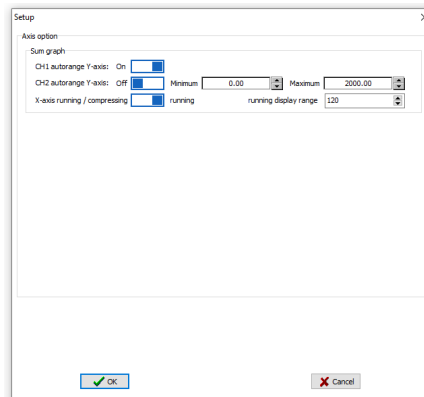 Setup
Axis option
Sum graph
CH1 autorange Y-axis: On
CH2 autorange Y-axis: Off Minimum 0.00 Maximum 2000.00
X-axis running / compressing running running display range 120
OK Cancel